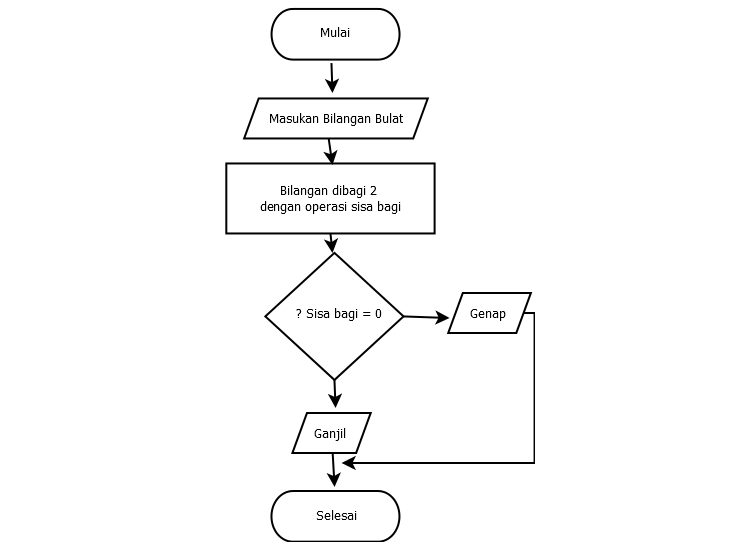 Mulai
Masukan Bilangan Bulat
Bilangan dibagi 2
dengan operasi sisa bagi
? Sisa bagi = 0
Genap
Ganjil
Selesai